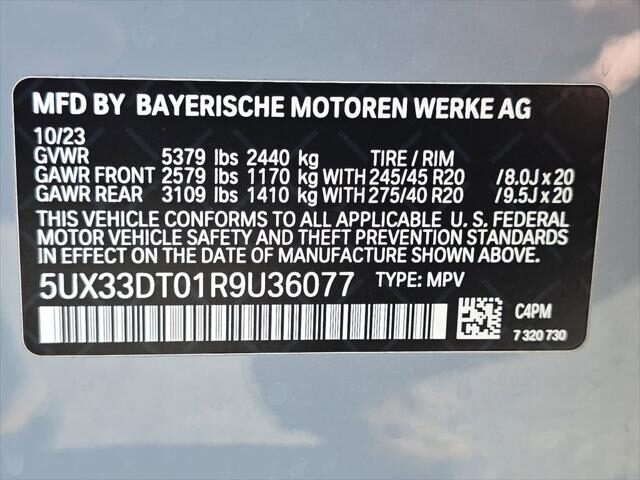 MFD BY BAYERISCHE MOTOREN WERKE AG
10/23
GVWR 5379 lbs 2440 kg TIRE / RIM
GAWR FRONT 2579 lbs 1170 kg WITH 245/45 R20 /8.0J x 20
GAWR REAR 3109 lbs 1410 kg WITH 275/40 R20 /9.5J x 20
THIS VEHICLE CONFORMS TO ALL APPLICABLE U. S. FEDERAL
MOTOR VEHICLE SAFETY AND THEFT PREVENTION STANDARDS
IN EFFECT ON THE DATE OF MANUFACTURE SHOWN ABOVE.
5UX33DT01R9U36077 TYPE: MPV
C4PM
7 320 730